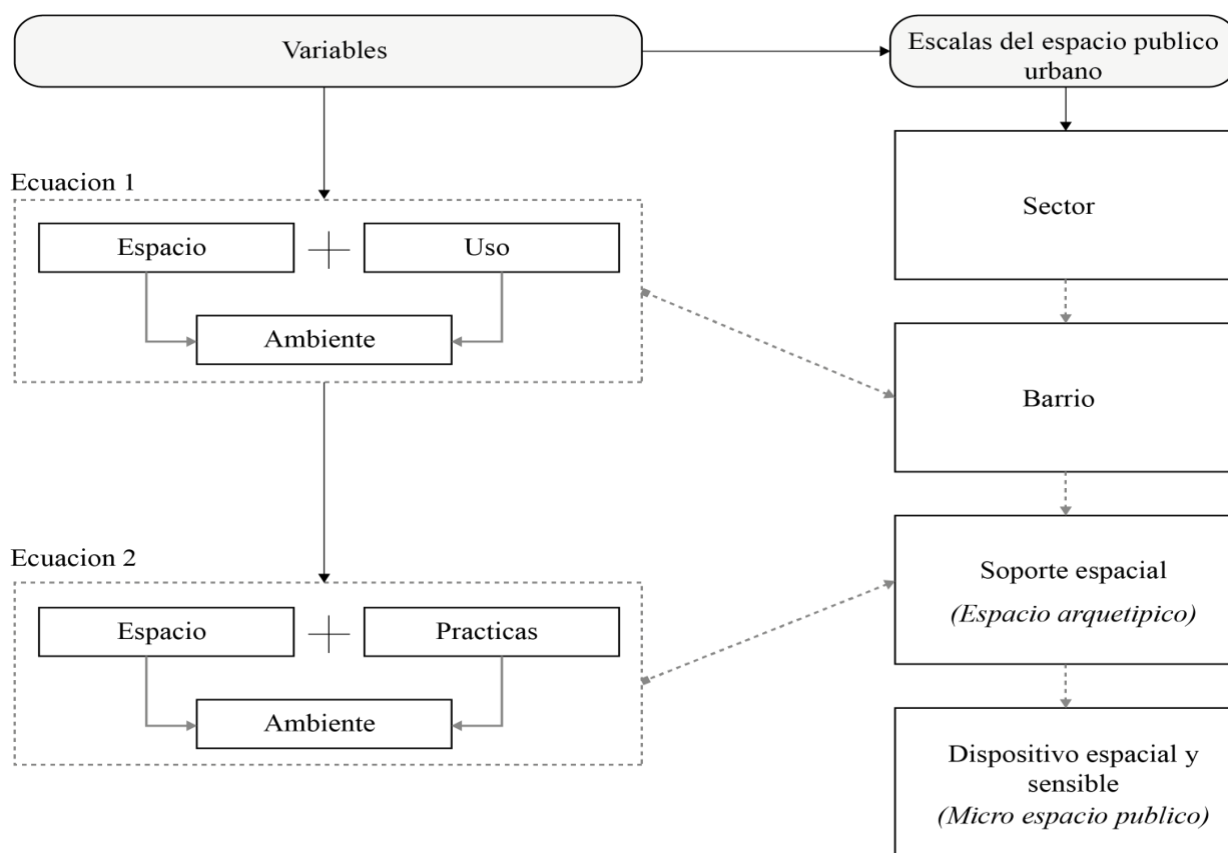 Variables
Escalas del espacio publico
urbano
Ecuacion 1
Espacio
Uso
Ambiente
Sector
Barrio
Ecuacion 2
Espacio
Practicas
Ambiente
Soporte espacial
(Espacio arquetipico)
Dispositivo espacial y
sensible
(Micro espacio publico)